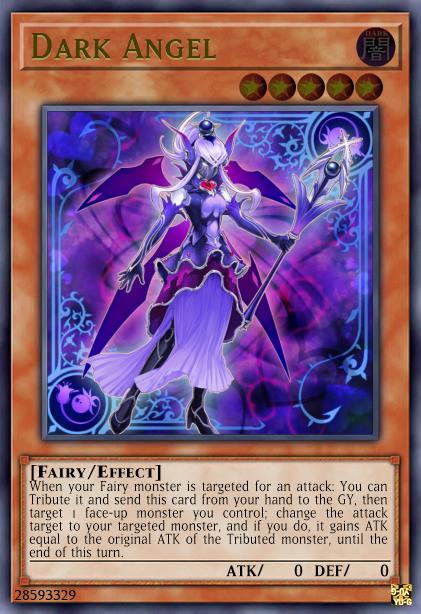 DARK ANGEL
DARK
闇
[FAIRY/EFFECT]
When your Fairy monster is targeted for an attack: You can
Tribute it and send this card from your hand to the GY, then
target 1 face-up monster you control; change the attack
target to your targeted monster, and if you do, it gains ATK
equal to the original ATK of the Tributed monster, until the
end of this turn.
ATK/ 0 DEF/ 0
28593329